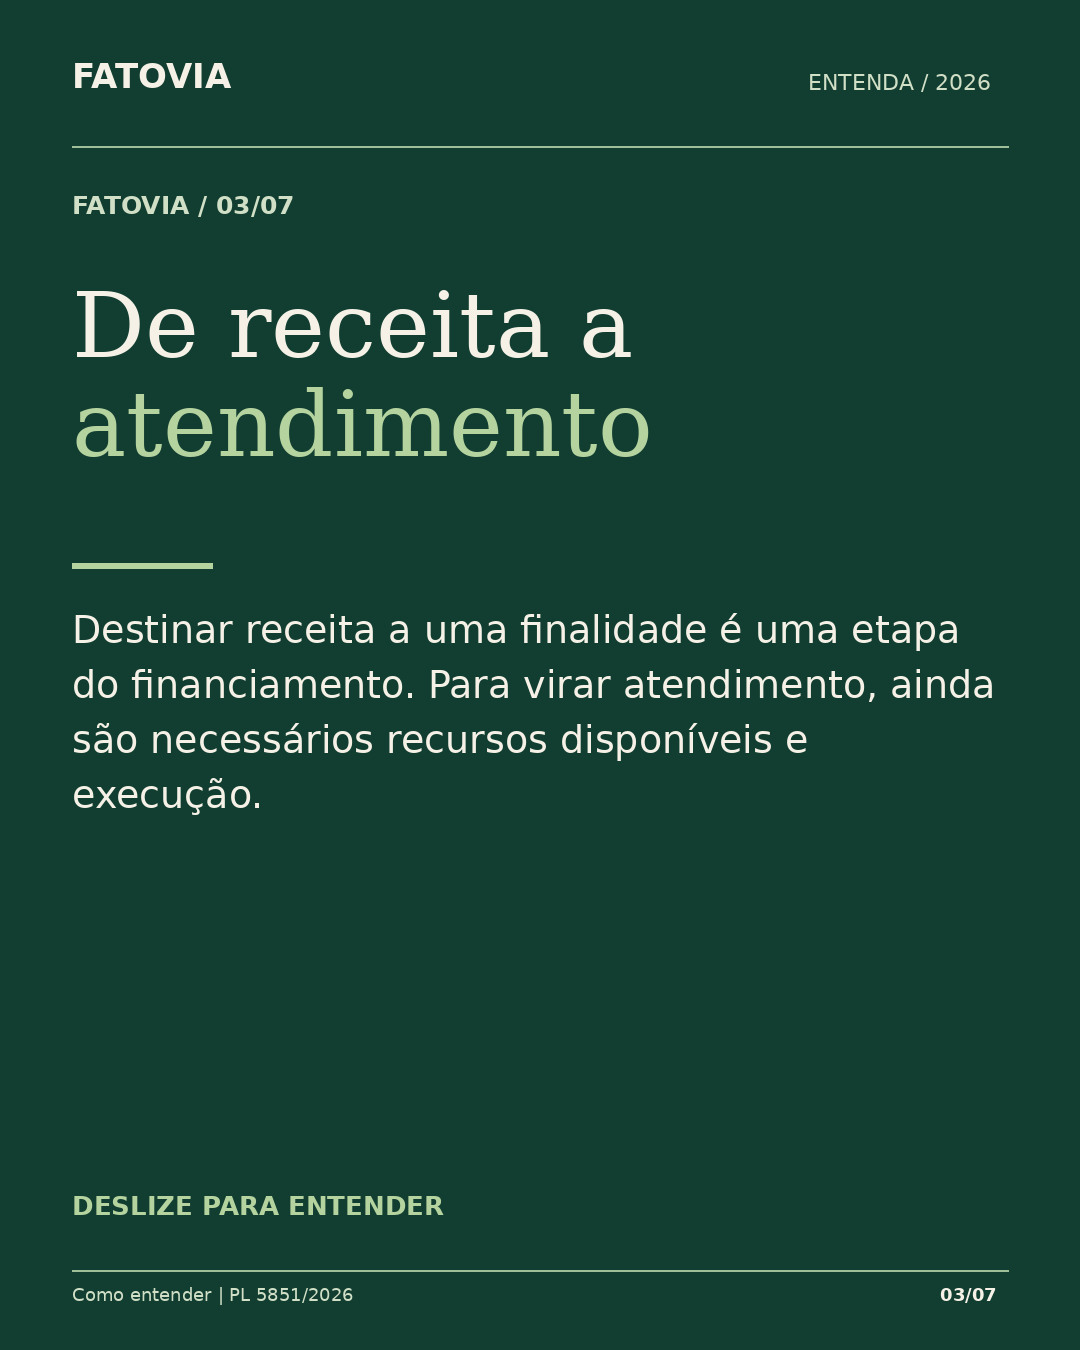 FATOVIA
ENTENDA / 2026
FATOVIA / 03/07
De receita a
atendimento
Destinar receita a uma finalidade é uma etapa
do financiamento. Para virar atendimento, ainda
são necessários recursos disponíveis e
execução.
DESLIZE PARA ENTENDER
Como entender | PL 5851/2026
03/07